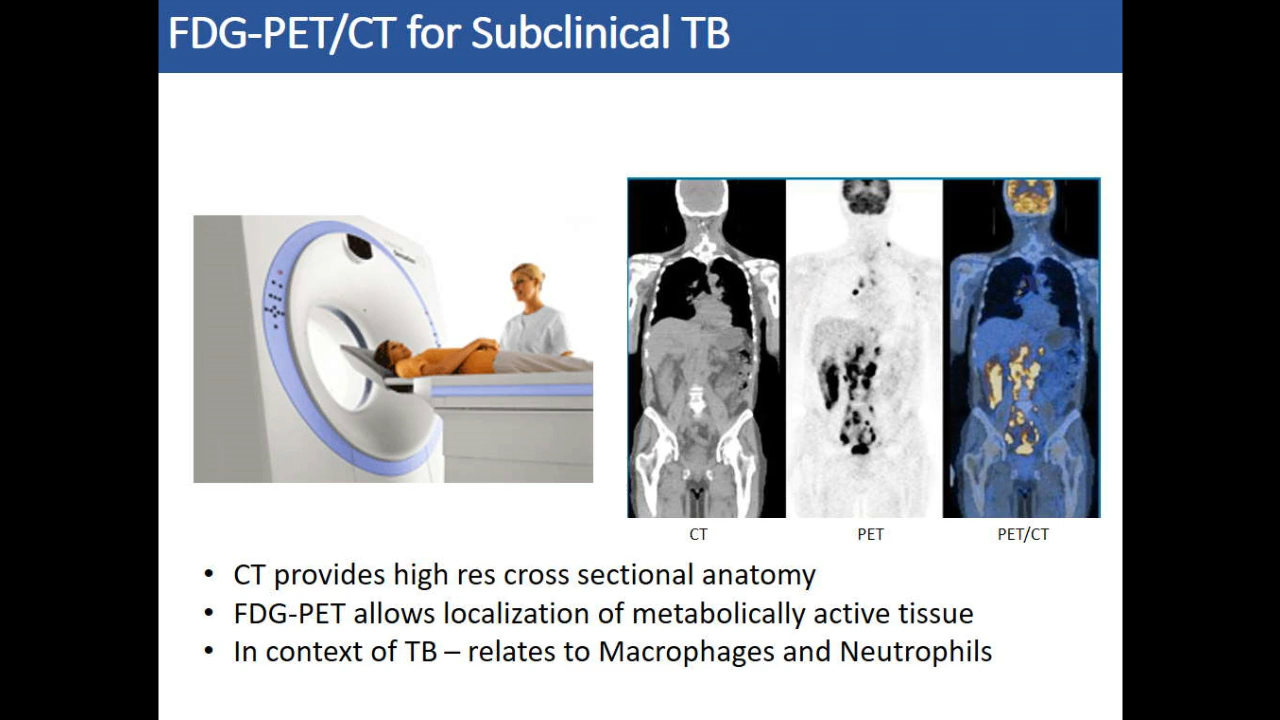 FDG-PET/CT for Subclinical TB
CT
PET
PET/CT
• CT provides high res cross sectional anatomy
• FDG-PET allows localization of metabolically active tissue
• In context of TB – relates to Macrophages and Neutrophils